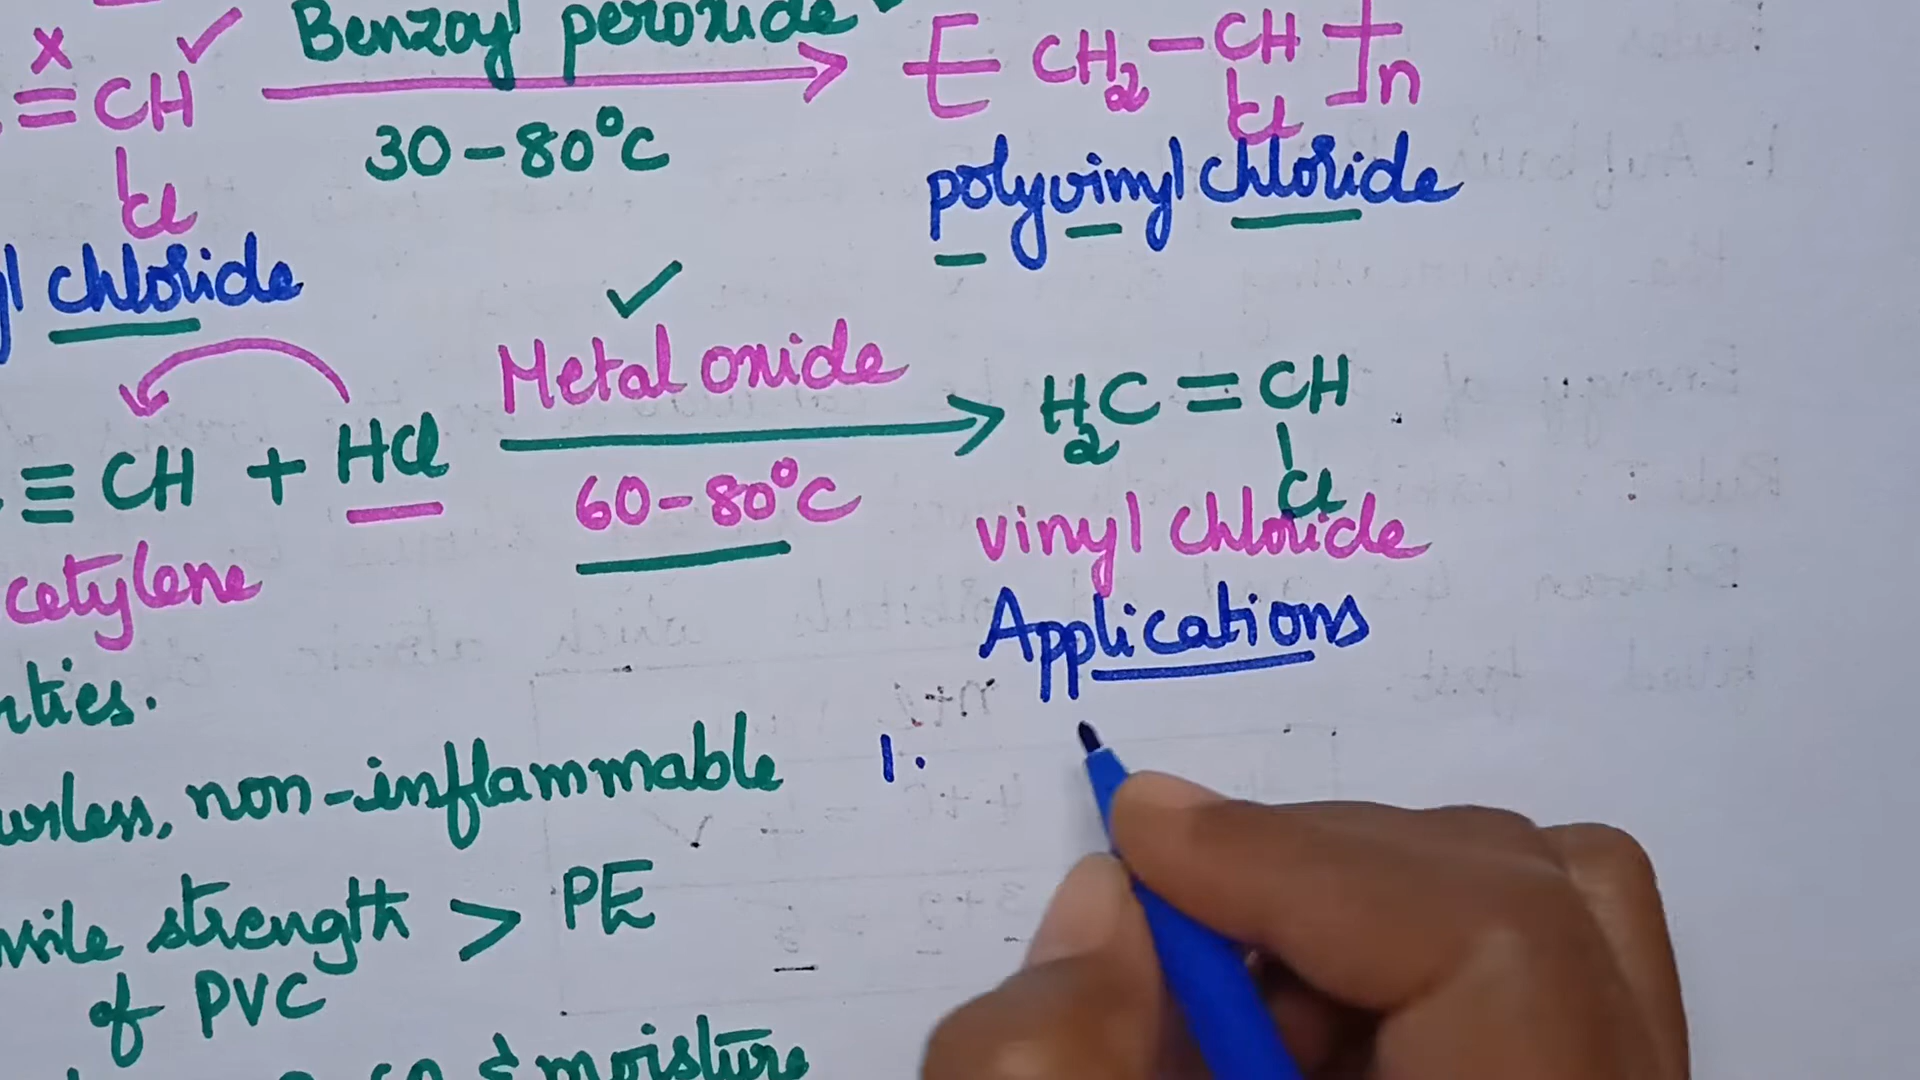 x ✓ Benzoyl peroxide
=CH ⟶ [CH2-CH]n
Cl 30-80°C Cl
polyvinyl chloride
chloride
✓
Metal oxide
≡CH + HCl ⟶ H2C=CH
60-80°C Cl
vinyl chloride
cetylene
Applications
rties.
1.
urless, non-inflammable
strength > PE
of PVC
& moisture